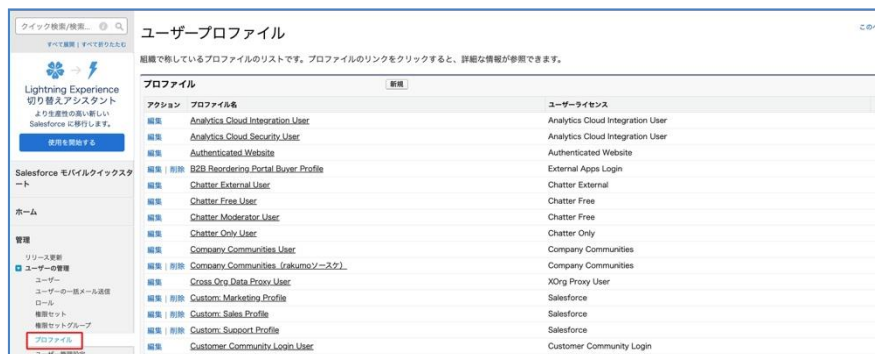 クイック検索/検索...
すべて展開 | すべて折りたたむ
Lightning Experience
切り替えアシスタント
より生産性の高い新しい
Salesforce に移行します。
使用を開始する
Salesforce モバイルクイックスタ
ート
ホーム
管理
リリース更新
ユーザーの管理
ユーザー
ユーザーの一括メール送信
ロール
権限セット
権限セットグループ
プロファイル
ユーザープロファイル
この
組織で称しているプロファイルのリストです。プロファイルのリンクをクリックすると、詳細な情報が参照できます。
プロファイル 新規
アクション プロファイル名 ユーザーライセンス
編集 Analytics Cloud Integration User Analytics Cloud Integration User
編集 Analytics Cloud Security User Analytics Cloud Integration User
編集 Authenticated Website Authenticated Website
編集 | 削除 B2B Reordering Portal Buyer Profile External Apps Login
編集 Chatter External User Chatter External
編集 Chatter Free User Chatter Free
編集 Chatter Moderator User Chatter Free
編集 Chatter Only User Chatter Only
編集 Company Communities User Company Communities
編集 | 削除 Company Communities（rakumoソースケ） Company Communities
編集 Cross Org Data Proxy User XOrg Proxy User
編集 | 削除 Custom: Marketing Profile Salesforce
編集 | 削除 Custom: Sales Profile Salesforce
編集 | 削除 Custom: Support Profile Salesforce
編集 Customer Community Login User Customer Community Login